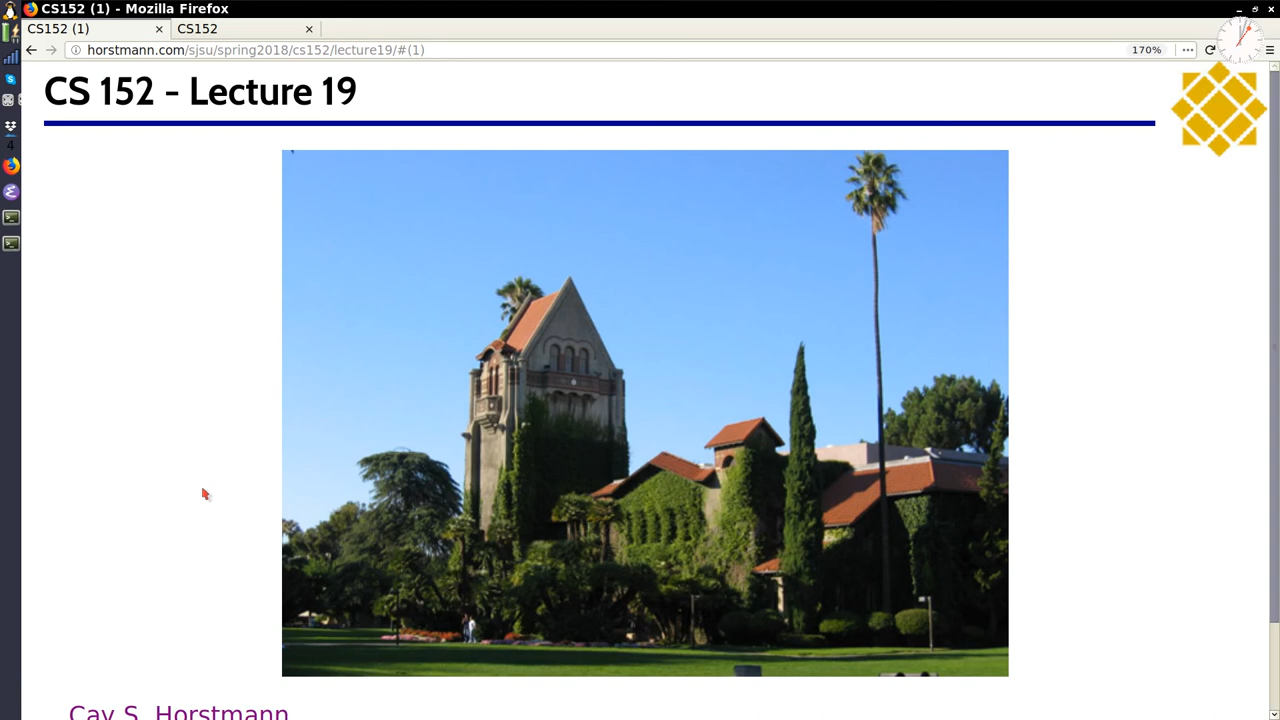 CS152 (1) - Mozilla Firefox
CS152 (1)
CS152
horstmann.com/sjsu/spring2018/cs152/lecture19/#(1)
170%
CS 152 - Lecture 19
4
Cay S. Horstmann